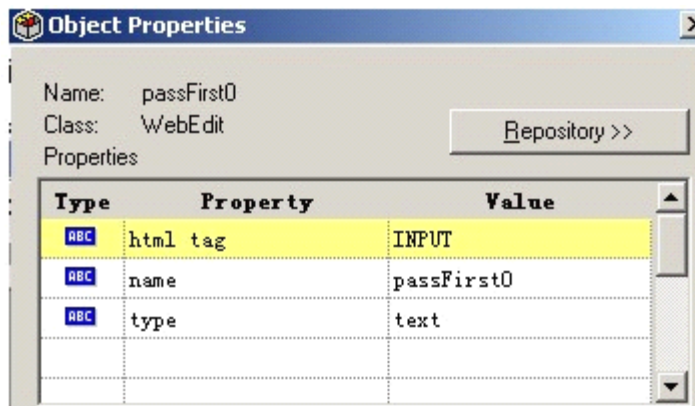 Object Properties
Name: passFirst0
Class: WebEdit
Repository >>
Properties
Type Property Value
ABC html tag INPUT
ABC name passFirst0
ABC type text